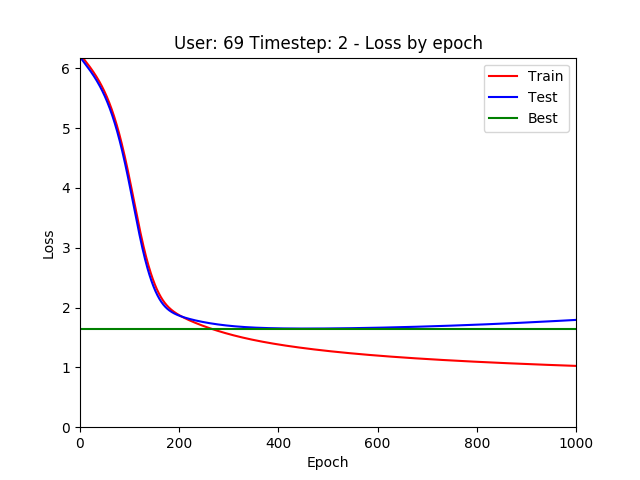 User: 69 Timestep: 2 - Loss by epoch
Train
Test
Best
Loss
6
5
4
3
2
1
0
0 200 400 600 800 1000
Epoch